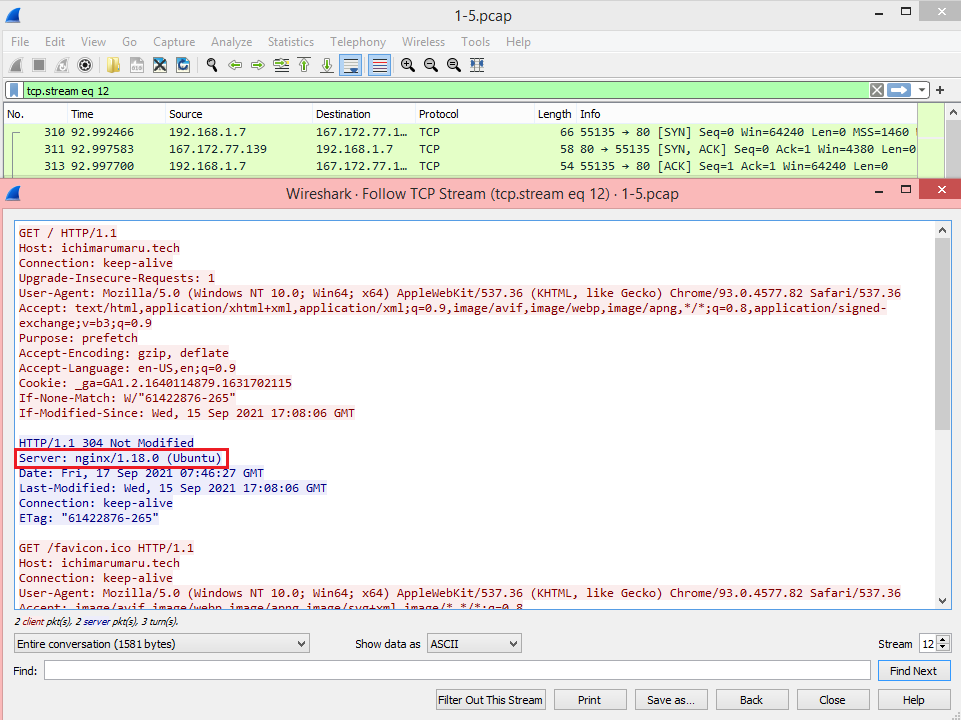 1-5.pcap
File Edit View Go Capture Analyze Statistics Telephony Wireless Tools Help
tcp.stream eq 12
No. Time Source Destination Protocol Length Info
310 92.992466 192.168.1.7 167.172.77.1... TCP 66 55135 → 80 [SYN] Seq=0 Win=64240 Len=0 MSS=1460
311 92.997583 167.172.77.139 192.168.1.7 TCP 58 80 → 55135 [SYN, ACK] Seq=0 Ack=1 Win=4380 Len=0
313 92.997700 192.168.1.7 167.172.77.1... TCP 54 55135 → 80 [ACK] Seq=1 Ack=1 Win=64240 Len=0
Wireshark · Follow TCP Stream (tcp.stream eq 12) · 1-5.pcap
GET / HTTP/1.1
Host: ichimarumaru.tech
Connection: keep-alive
Upgrade-Insecure-Requests: 1
User-Agent: Mozilla/5.0 (Windows NT 10.0; Win64; x64) AppleWebKit/537.36 (KHTML, like Gecko) Chrome/93.0.4577.82 Safari/537.36
Accept: text/html,application/xhtml+xml,application/xml;q=0.9,image/avif,image/webp,image/apng,*/*;q=0.8,application/signed-
exchange;v=b3;q=0.9
Purpose: prefetch
Accept-Encoding: gzip, deflate
Accept-Language: en-US,en;q=0.9
Cookie: _ga=GA1.2.1640114879.1631702115
If-None-Match: W/"61422876-265"
If-Modified-Since: Wed, 15 Sep 2021 17:08:06 GMT
HTTP/1.1 304 Not Modified
Server: nginx/1.18.0 (Ubuntu)
Date: Fri, 17 Sep 2021 07:46:27 GMT
Last-Modified: Wed, 15 Sep 2021 17:08:06 GMT
Connection: keep-alive
ETag: "61422876-265"
GET /favicon.ico HTTP/1.1
Host: ichimarumaru.tech
Connection: keep-alive
User-Agent: Mozilla/5.0 (Windows NT 10.0; Win64; x64) AppleWebKit/537.36 (KHTML, like Gecko) Chrome/93.0.4577.82 Safari/537.36
Accept: image/avif,image/webp,image/apng,image/svg+xml,image/*,*/*;q=0.8
2 client pkt(s), 2 server pkt(s), 3 turn(s).
Entire conversation (1581 bytes) Show data as ASCII Stream 12
Find: Find Next
Filter Out This Stream Print Save as... Back Close Help